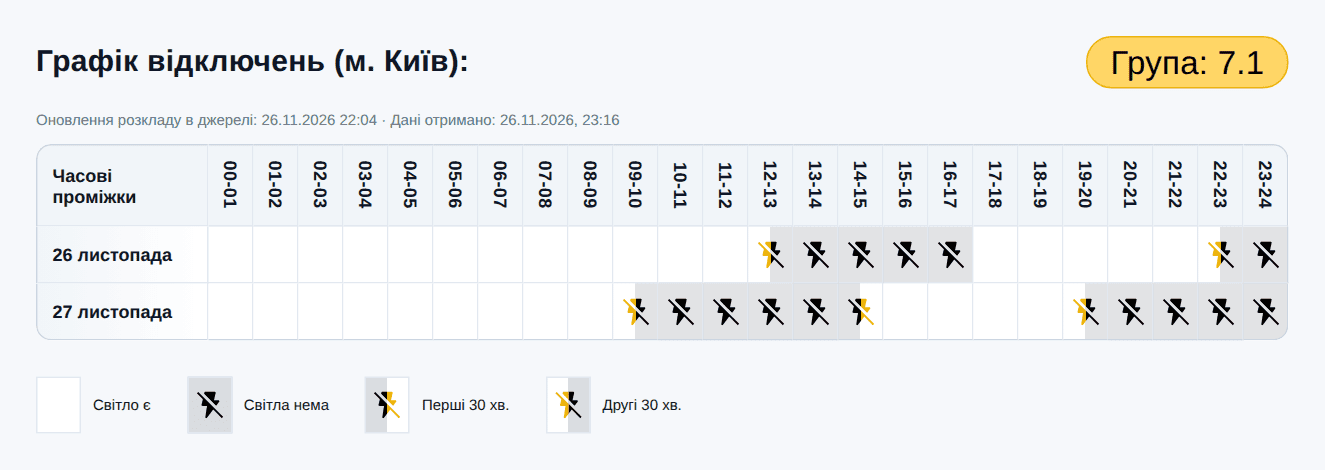 Графік відключень (м. Київ):
Група: 7.1
Оновлення розкладу в джерелі: 26.11.2026 22:04 · Дані отримано: 26.11.2026, 23:16
Часові
проміжки
00-01
01-02
02-03
03-04
04-05
05-06
06-07
07-08
08-09
09-10
10-11
11-12
12-13
13-14
14-15
15-16
16-17
17-18
18-19
19-20
20-21
21-22
22-23
23-24
26 листопада
27 листопада
Світло є
Світла нема
Перші 30 хв.
Другі 30 хв.